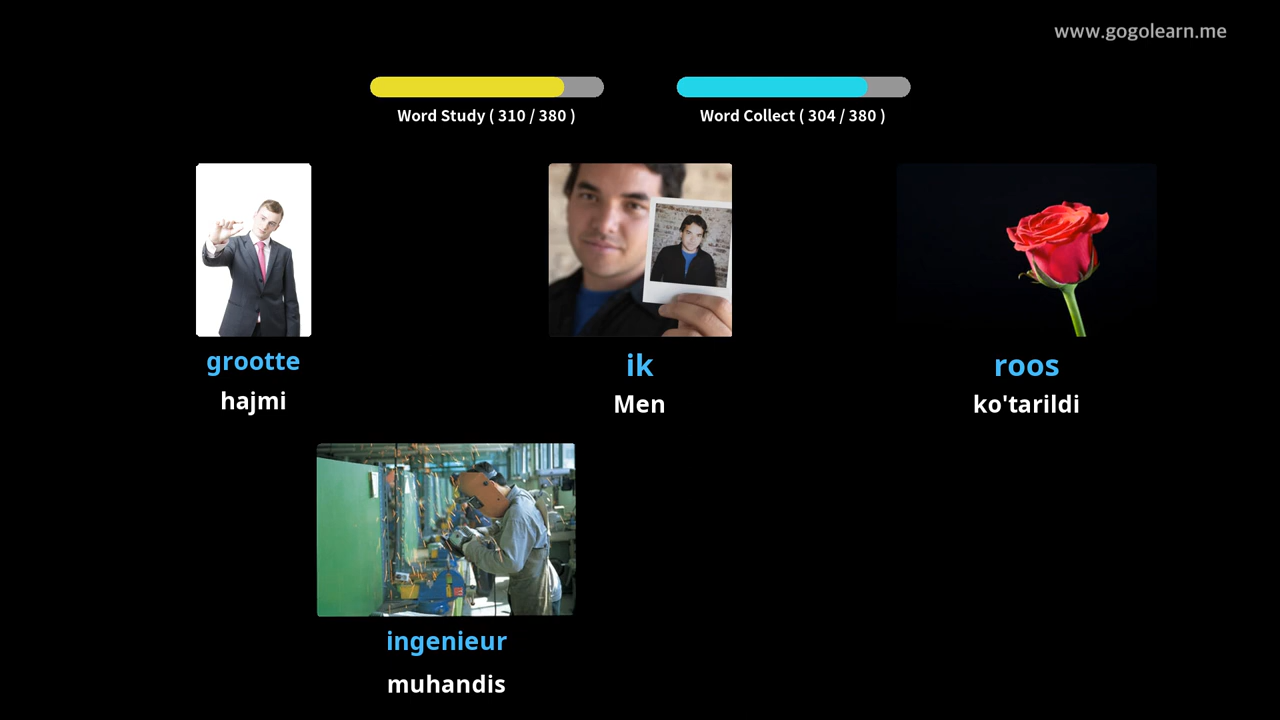 www.gogolearn.me
Word Study ( 310 / 380 )
Word Collect ( 304 / 380 )
grootte
hajmi
ik
Men
roos
ko'tarildi
ingenieur
muhandis